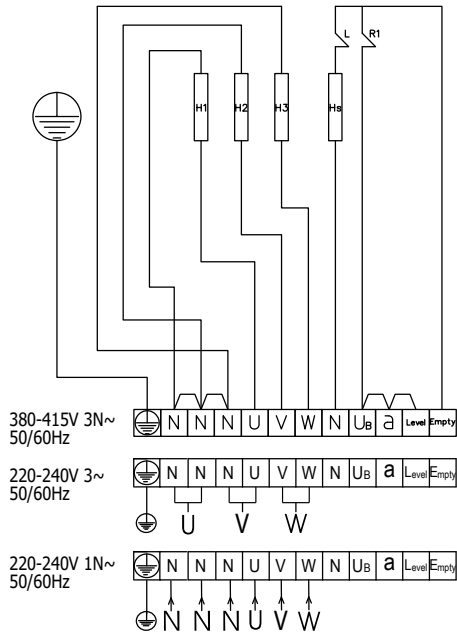 L R1
H1 H2 H3 Hs
380-415V 3N~ N N N U V W N UB a Level Empty
50/60Hz
220-240V 3~ N N N U V W N UB a Level Empty
50/60Hz
U V W
220-240V 1N~ N N N U V W N UB a Level Empty
50/60Hz
N N N U V W